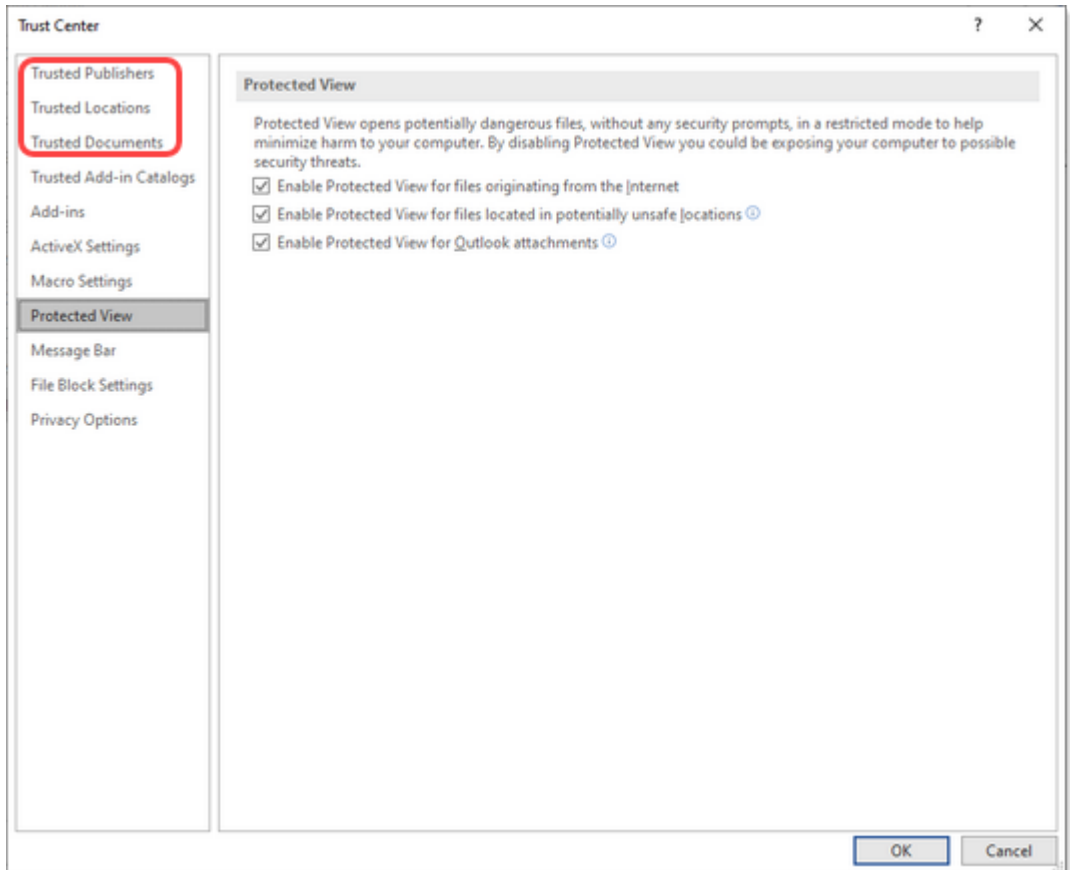 Trust Center
?
Trusted Publishers
Trusted Locations
Trusted Documents
Trusted Add-in Catalogs
Add-ins
ActiveX Settings
Macro Settings
Protected View
Message Bar
File Block Settings
Privacy Options
Protected View
Protected View opens potentially dangerous files, without any security prompts, in a restricted mode to help
minimize harm to your computer. By disabling Protected View you could be exposing your computer to possible
security threats.
Enable Protected View for files originating from the Internet
Enable Protected View for files located in potentially unsafe locations
Enable Protected View for Outlook attachments
OK
Cancel